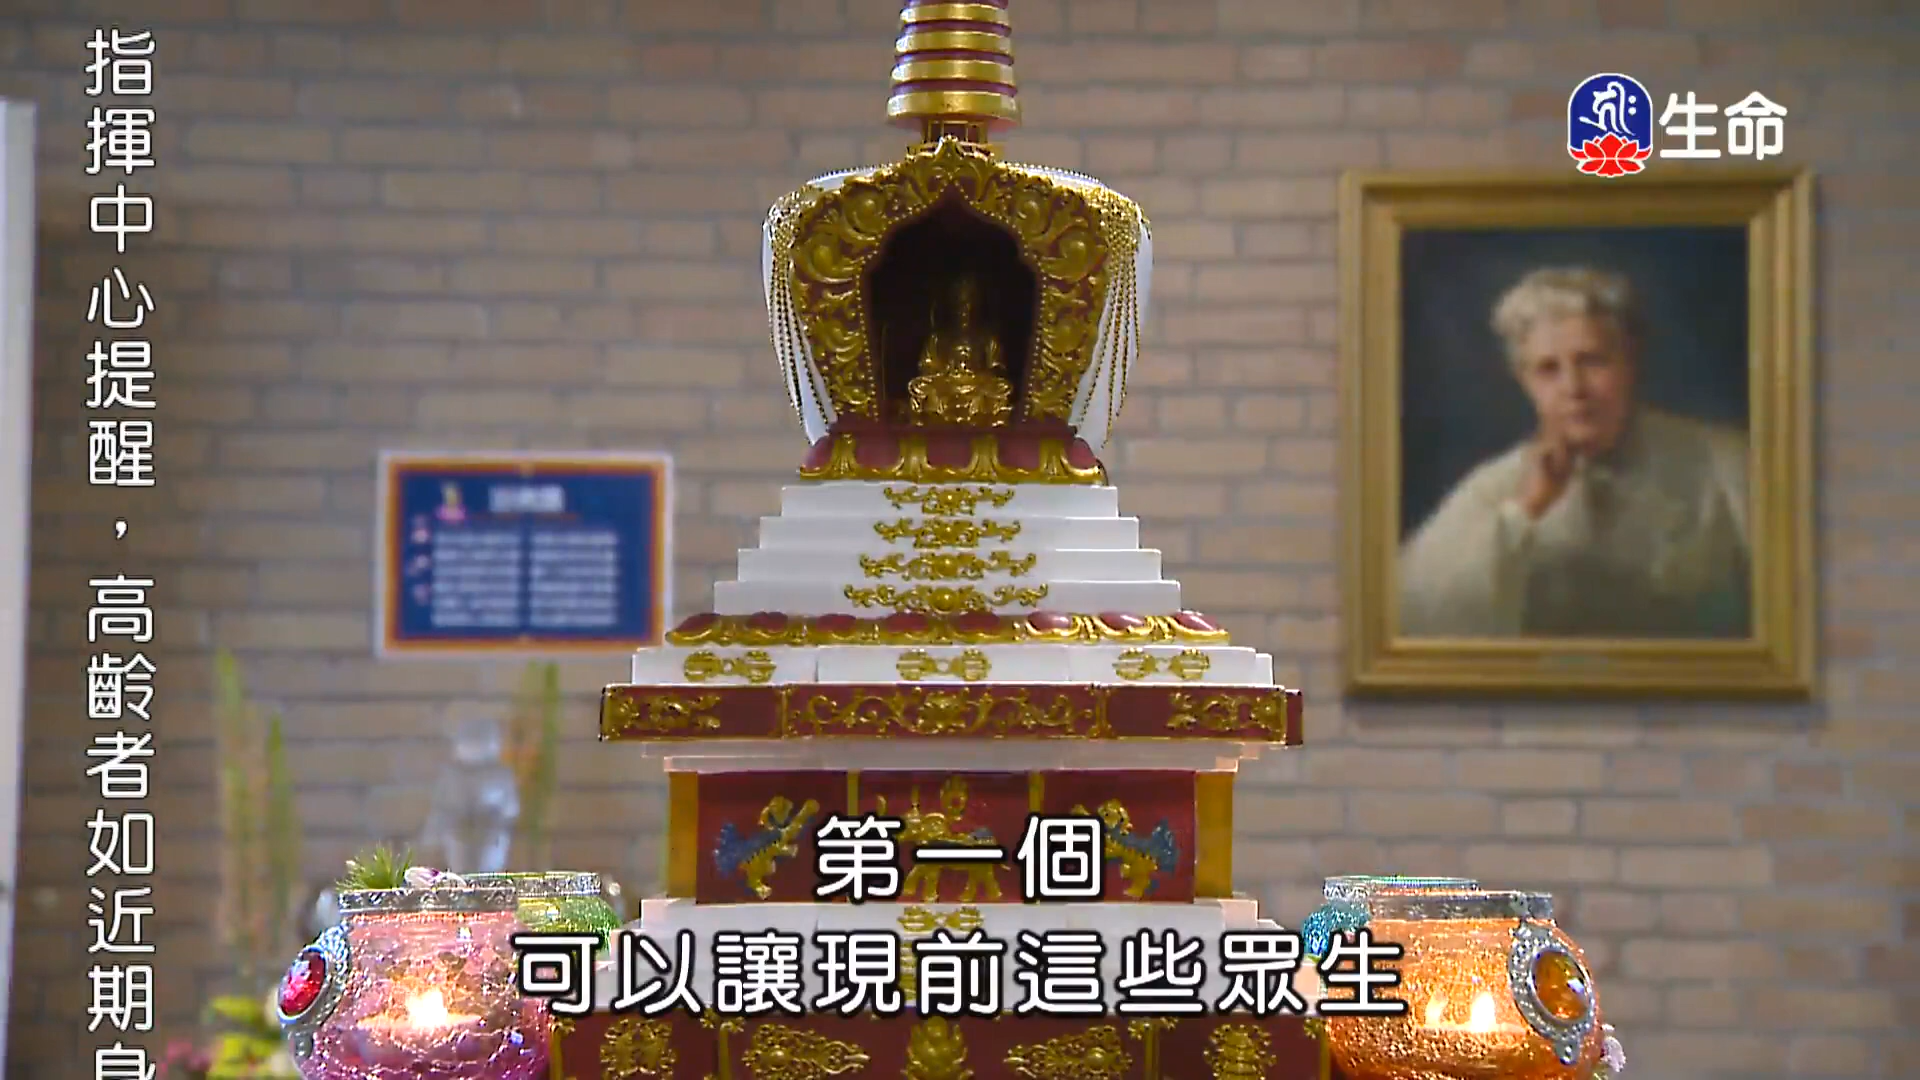 指揮中心提醒，高齡者如近期身
生命
第一個
可以讓現前這些眾生